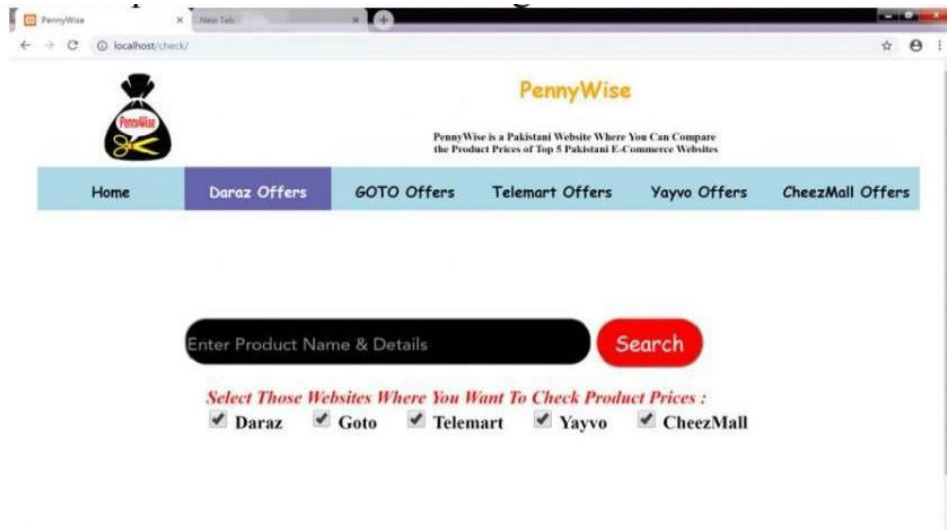 PennyWise
New Tab
localhost/check/
PennyWise
PennyWise
PennyWise is a Pakistani Website Where You Can Compare
the Product Prices of Top 5 Pakistani E-Commerce Websites
Home Daraz Offers GOTO Offers Telemart Offers Yayvo Offers CheezMall Offers
Enter Product Name & Details Search
Select Those Websites Where You Want To Check Product Prices :
Daraz Goto Telemart Yayvo CheezMall